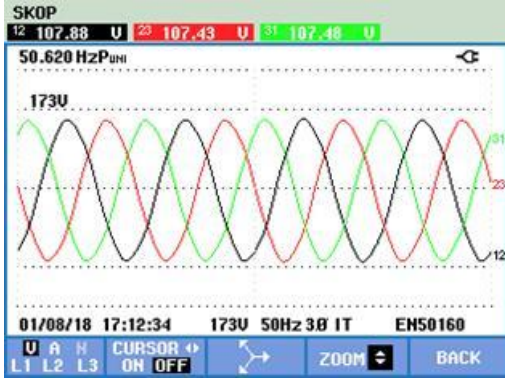 SKOP
12 107.88 V 23 107.43 V 31 107.48 V
50.620 HzPUNI
173V
31
23
12
01/08/18 17:12:34 173V 50Hz 3.Ø IT EN50160
V A M CURSOR
L1 L2 L3 ON OFF ZOOM BACK